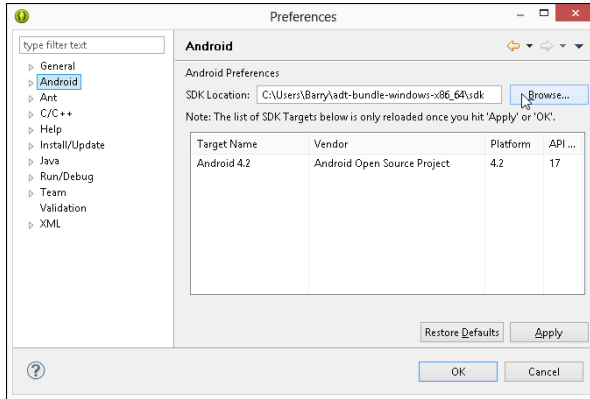 Preferences
type filter text
General
Android
Ant
C/C++
Help
Install/Update
Java
Run/Debug
Team
Validation
XML
Android
Android Preferences
SDK Location: C:\Users\Barry\adt-bundle-windows-x86_64\sdk Browse...
Note: The list of SDK Targets below is only reloaded once you hit 'Apply' or 'OK'.
Target Name Vendor Platform API ...
Android 4.2 Android Open Source Project 4.2 17
Restore Defaults Apply
OK Cancel